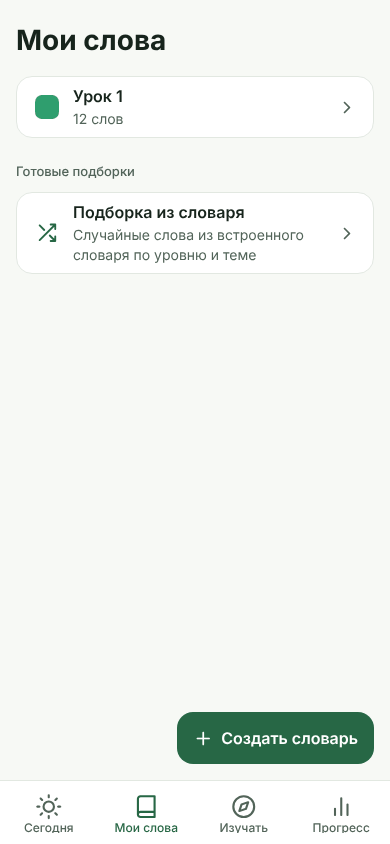 Мои слова
Урок 1
12 слов
Готовые подборки
Подборка из словаря
Случайные слова из встроенного
словаря по уровню и теме
Создать словарь
Сегодня
Мои слова
Изучать
Прогресс